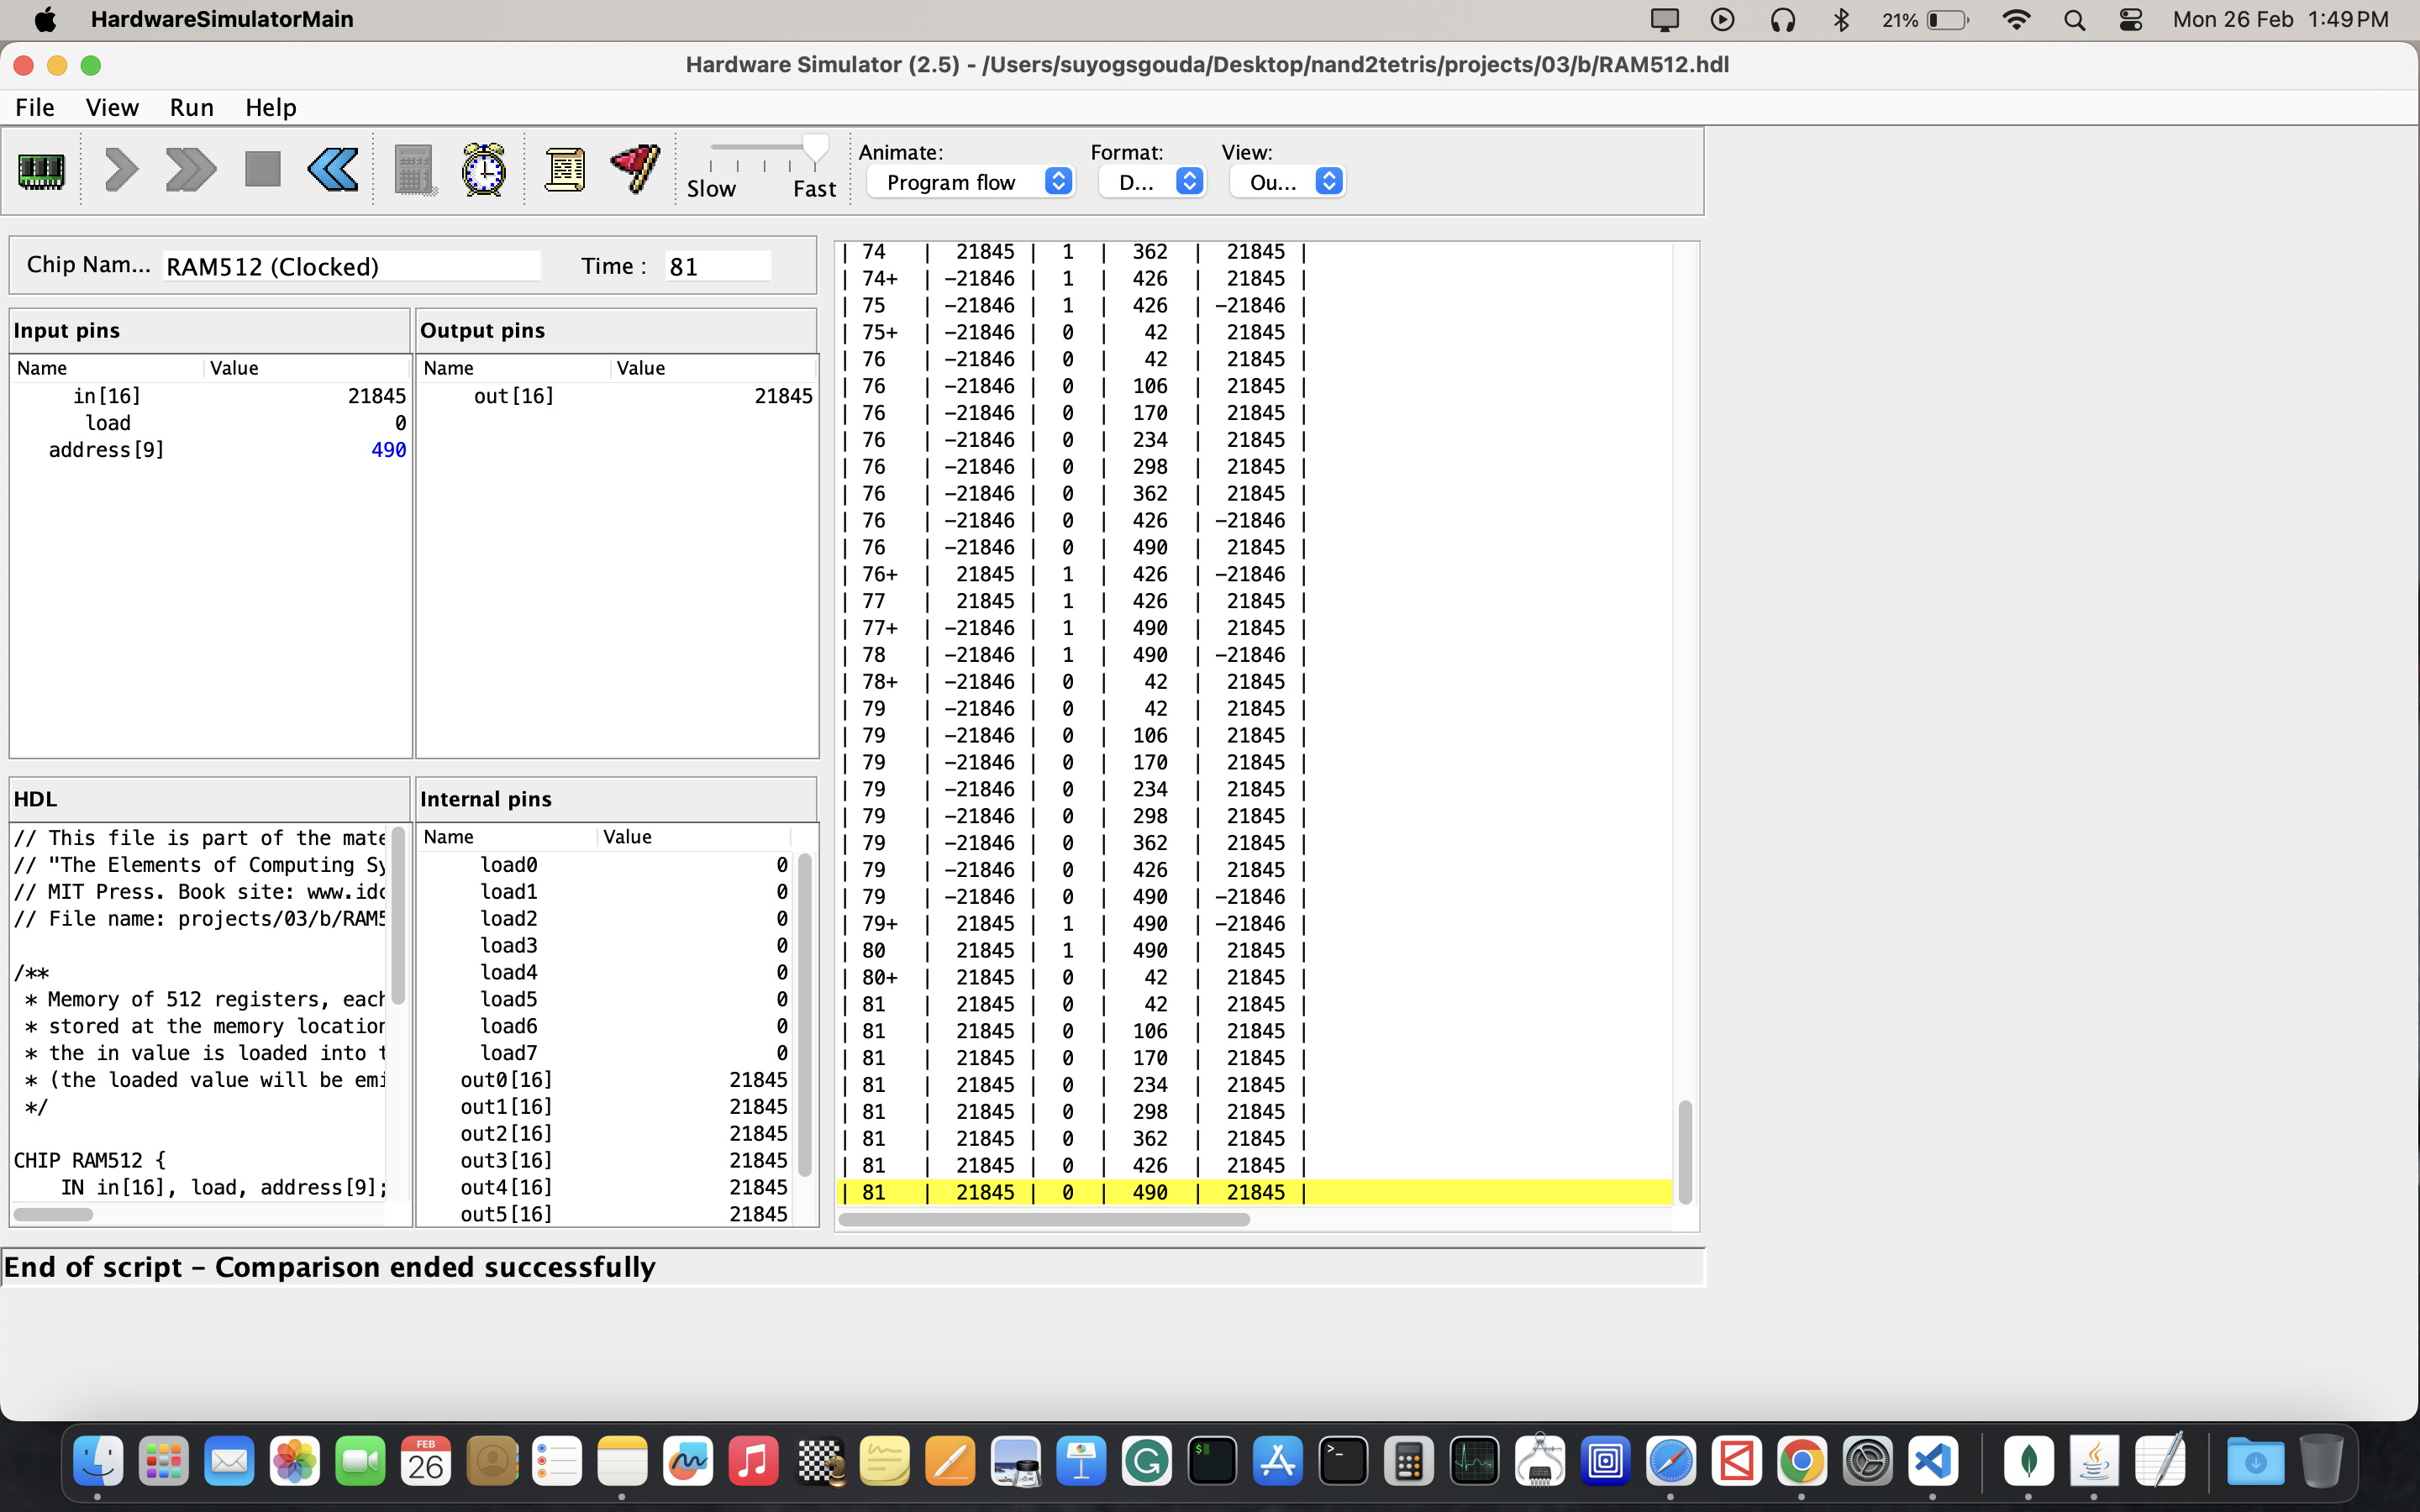 HardwareSimulatorMain
21%
Mon 26 Feb 1:49 PM
Hardware Simulator (2.5) - /Users/suyogsgouda/Desktop/nand2tetris/projects/03/b/RAM512.hdl
File View Run Help
Slow Fast
Animate: Format: View:
Program flow D... Ou...
Chip Nam... RAM512 (Clocked) Time : 81
Input pins
Name Value
in[16] 21845
load 0
address[9] 490
Output pins
Name Value
out[16] 21845
HDL
// This file is part of the mate
// "The Elements of Computing Sy
// MIT Press. Book site: www.idc
// File name: projects/03/b/RAM5
/**
* Memory of 512 registers, each
* stored at the memory location
* the in value is loaded into t
* (the loaded value will be emi
*/
CHIP RAM512 {
IN in[16], load, address[9];
Internal pins
Name Value
load0 0
load1 0
load2 0
load3 0
load4 0
load5 0
load6 0
load7 0
out0[16] 21845
out1[16] 21845
out2[16] 21845
out3[16] 21845
out4[16] 21845
out5[16] 21845
| 74 | 21845 | 1 | 362 | 21845 |
| 74+ | -21846 | 1 | 426 | 21845 |
| 75 | -21846 | 1 | 426 | -21846 |
| 75+ | -21846 | 0 | 42 | 21845 |
| 76 | -21846 | 0 | 42 | 21845 |
| 76 | -21846 | 0 | 106 | 21845 |
| 76 | -21846 | 0 | 170 | 21845 |
| 76 | -21846 | 0 | 234 | 21845 |
| 76 | -21846 | 0 | 298 | 21845 |
| 76 | -21846 | 0 | 362 | 21845 |
| 76 | -21846 | 0 | 426 | -21846 |
| 76 | -21846 | 0 | 490 | 21845 |
| 76+ | 21845 | 1 | 426 | -21846 |
| 77 | 21845 | 1 | 426 | 21845 |
| 77+ | -21846 | 1 | 490 | 21845 |
| 78 | -21846 | 1 | 490 | -21846 |
| 78+ | -21846 | 0 | 42 | 21845 |
| 79 | -21846 | 0 | 42 | 21845 |
| 79 | -21846 | 0 | 106 | 21845 |
| 79 | -21846 | 0 | 170 | 21845 |
| 79 | -21846 | 0 | 234 | 21845 |
| 79 | -21846 | 0 | 298 | 21845 |
| 79 | -21846 | 0 | 362 | 21845 |
| 79 | -21846 | 0 | 426 | 21845 |
| 79 | -21846 | 0 | 490 | -21846 |
| 79+ | 21845 | 1 | 490 | -21846 |
| 80 | 21845 | 1 | 490 | 21845 |
| 80+ | 21845 | 0 | 42 | 21845 |
| 81 | 21845 | 0 | 42 | 21845 |
| 81 | 21845 | 0 | 106 | 21845 |
| 81 | 21845 | 0 | 170 | 21845 |
| 81 | 21845 | 0 | 234 | 21845 |
| 81 | 21845 | 0 | 298 | 21845 |
| 81 | 21845 | 0 | 362 | 21845 |
| 81 | 21845 | 0 | 426 | 21845 |
| 81 | 21845 | 0 | 490 | 21845 |
End of script – Comparison ended successfully
FEB
26